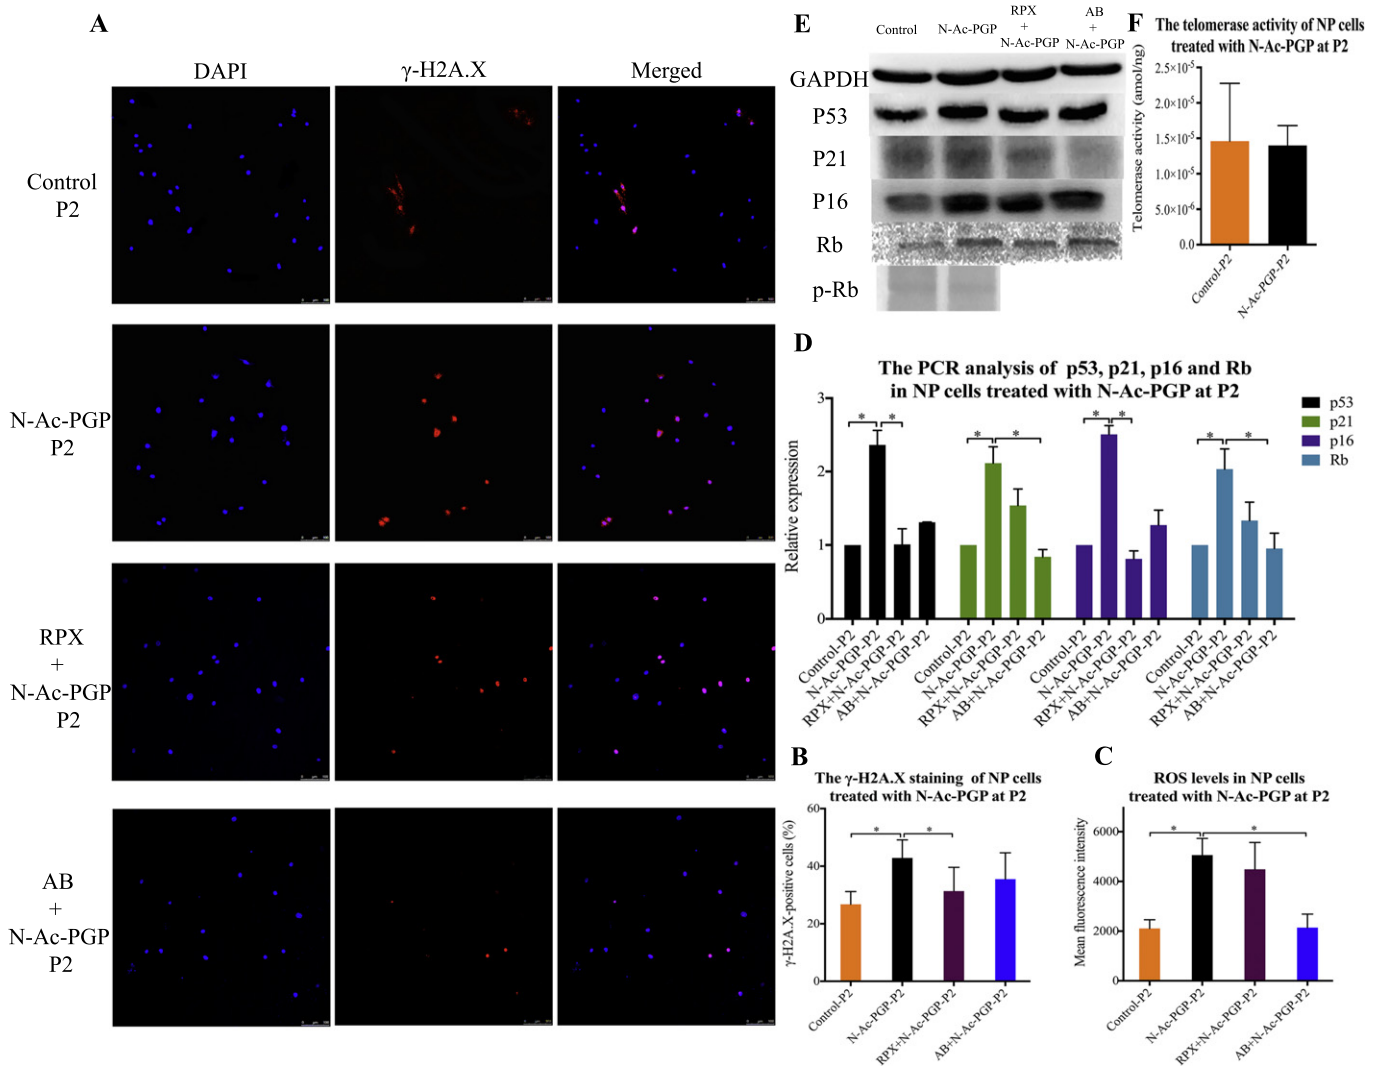 A
DAPI
γ-H2A.X
Merged
Control
P2
N-Ac-PGP
P2
RPX
+
N-Ac-PGP
P2
AB
+
N-Ac-PGP
P2
E
Control
N-Ac-PGP
RPX
+
N-Ac-PGP
AB
+
N-Ac-PGP
GAPDH
P53
P21
P16
Rb
p-Rb
F
The telomerase activity of NP cells
treated with N-Ac-PGP at P2
Telomerase activity (amol/ng)
2.5×10⁻⁵
2.0×10⁻⁵
1.5×10⁻⁵
1.0×10⁻⁵
5.0×10⁻⁶
0.0
Control-P2
N-Ac-PGP-P2
D
The PCR analysis of p53, p21, p16 and Rb
in NP cells treated with N-Ac-PGP at P2
Relative expression
3
2
1
0
* * * * * * * *
p53
p21
p16
Rb
Control-P2
N-Ac-PGP-P2
RPX+N-Ac-PGP-P2
AB+N-Ac-PGP-P2
Control-P2
N-Ac-PGP-P2
RPX+N-Ac-PGP-P2
AB+N-Ac-PGP-P2
Control-P2
N-Ac-PGP-P2
RPX+N-Ac-PGP-P2
AB+N-Ac-PGP-P2
Control-P2
N-Ac-PGP-P2
RPX+N-Ac-PGP-P2
AB+N-Ac-PGP-P2
B
The γ-H2A.X staining of NP cells
treated with N-Ac-PGP at P2
γ-H2A.X-positive cells (%)
60
40
20
0
* *
Control-P2
N-Ac-PGP-P2
RPX+N-Ac-PGP-P2
AB+N-Ac-PGP-P2
C
ROS levels in NP cells
treated with N-Ac-PGP at P2
Mean fluorescence intensity
6000
4000
2000
0
* *
Control-P2
N-Ac-PGP-P2
RPX+N-Ac-PGP-P2
AB+N-Ac-PGP-P2